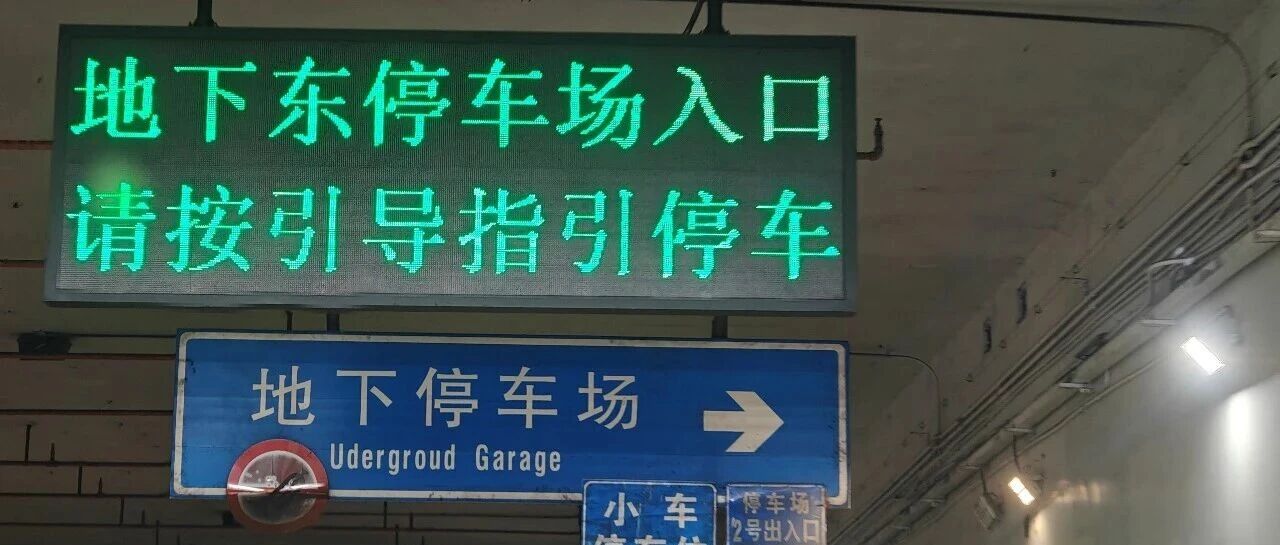 地下东停车场入口
请按引导指引停车
地下停车场
Udergroud Garage
小车
停车场
2号出入口